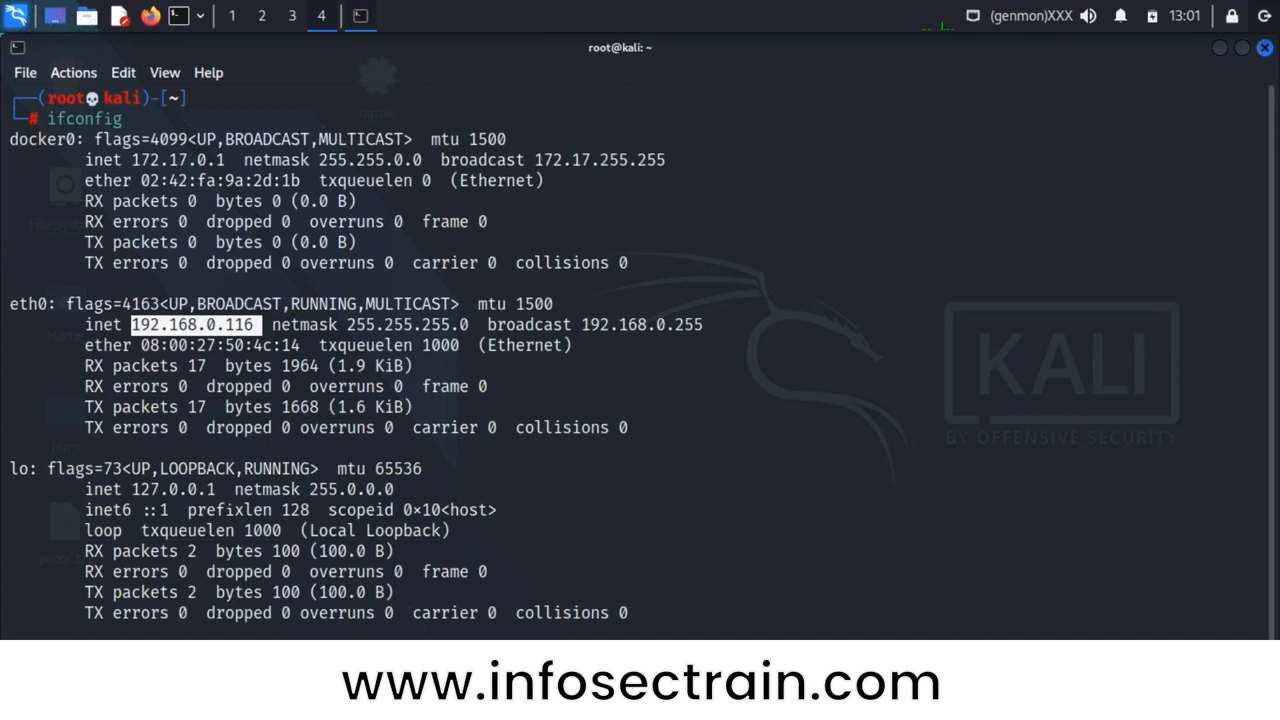 1 2 3 4 (genmon)XXX 13:01
root@kali: ~
File Actions Edit View Help
┌──(root💀kali)-[~]
└─# ifconfig
docker0: flags=4099<UP,BROADCAST,MULTICAST>  mtu 1500
        inet 172.17.0.1  netmask 255.255.0.0  broadcast 172.17.255.255
        ether 02:42:fa:9a:2d:1b  txqueuelen 0  (Ethernet)
        RX packets 0  bytes 0 (0.0 B)
        RX errors 0  dropped 0  overruns 0  frame 0
        TX packets 0  bytes 0 (0.0 B)
        TX errors 0  dropped 0 overruns 0  carrier 0  collisions 0
eth0: flags=4163<UP,BROADCAST,RUNNING,MULTICAST>  mtu 1500
        inet 192.168.0.116  netmask 255.255.255.0  broadcast 192.168.0.255
        ether 08:00:27:50:4c:14  txqueuelen 1000  (Ethernet)
        RX packets 17  bytes 1964 (1.9 KiB)
        RX errors 0  dropped 0  overruns 0  frame 0
        TX packets 17  bytes 1668 (1.6 KiB)
        TX errors 0  dropped 0 overruns 0  carrier 0  collisions 0
KALI
BY OFFENSIVE SECURITY
lo: flags=73<UP,LOOPBACK,RUNNING>  mtu 65536
        inet 127.0.0.1  netmask 255.0.0.0
        inet6 ::1  prefixlen 128  scopeid 0×10<host>
        loop  txqueuelen 1000  (Local Loopback)
        RX packets 2  bytes 100 (100.0 B)
        RX errors 0  dropped 0  overruns 0  frame 0
        TX packets 2  bytes 100 (100.0 B)
        TX errors 0  dropped 0 overruns 0  carrier 0  collisions 0
www.infosectrain.com